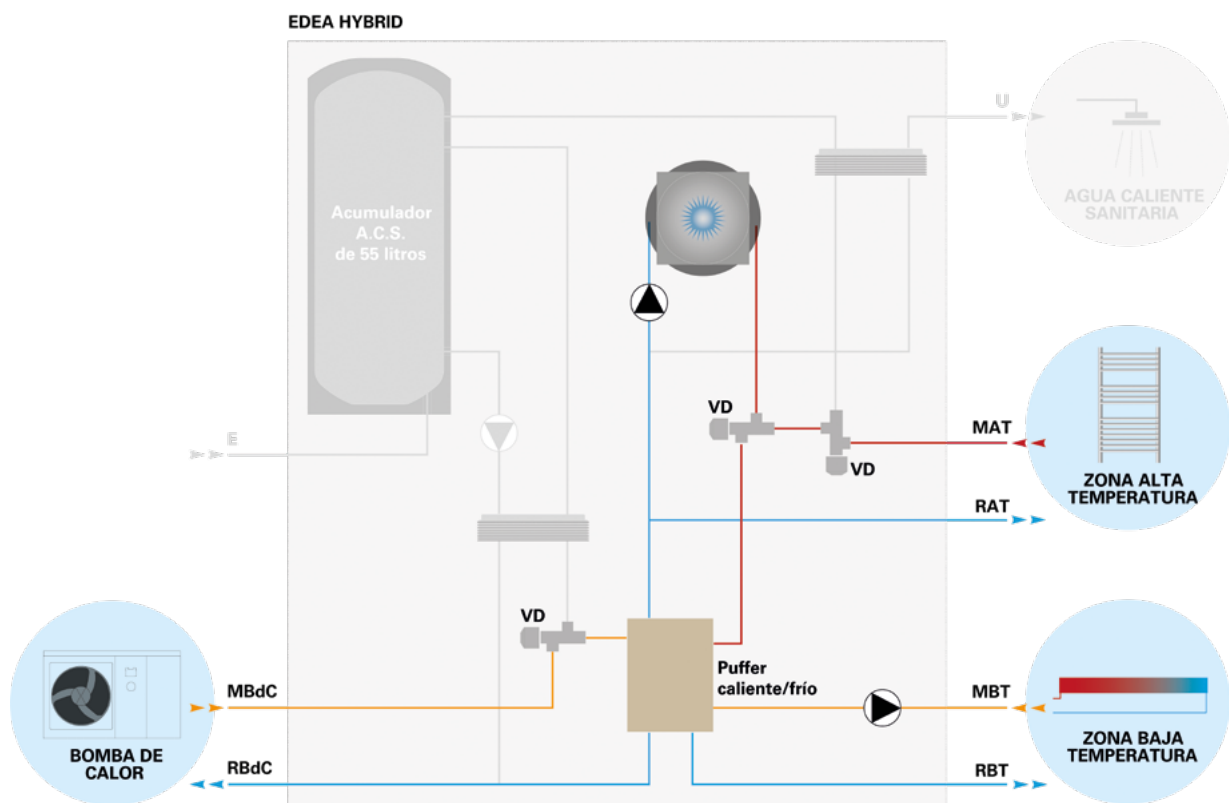 EDEA HYBRID
U
AGUA CALIENTE
SANITARIA
Acumulador
A.C.S.
de 55 litros
E
VD
VD
MAT
ZONA ALTA
TEMPERATURA
RAT
VD
Puffer
caliente/frío
MBdC
MBT
BOMBA DE
CALOR
ZONA BAJA
TEMPERATURA
RBdC
RBT